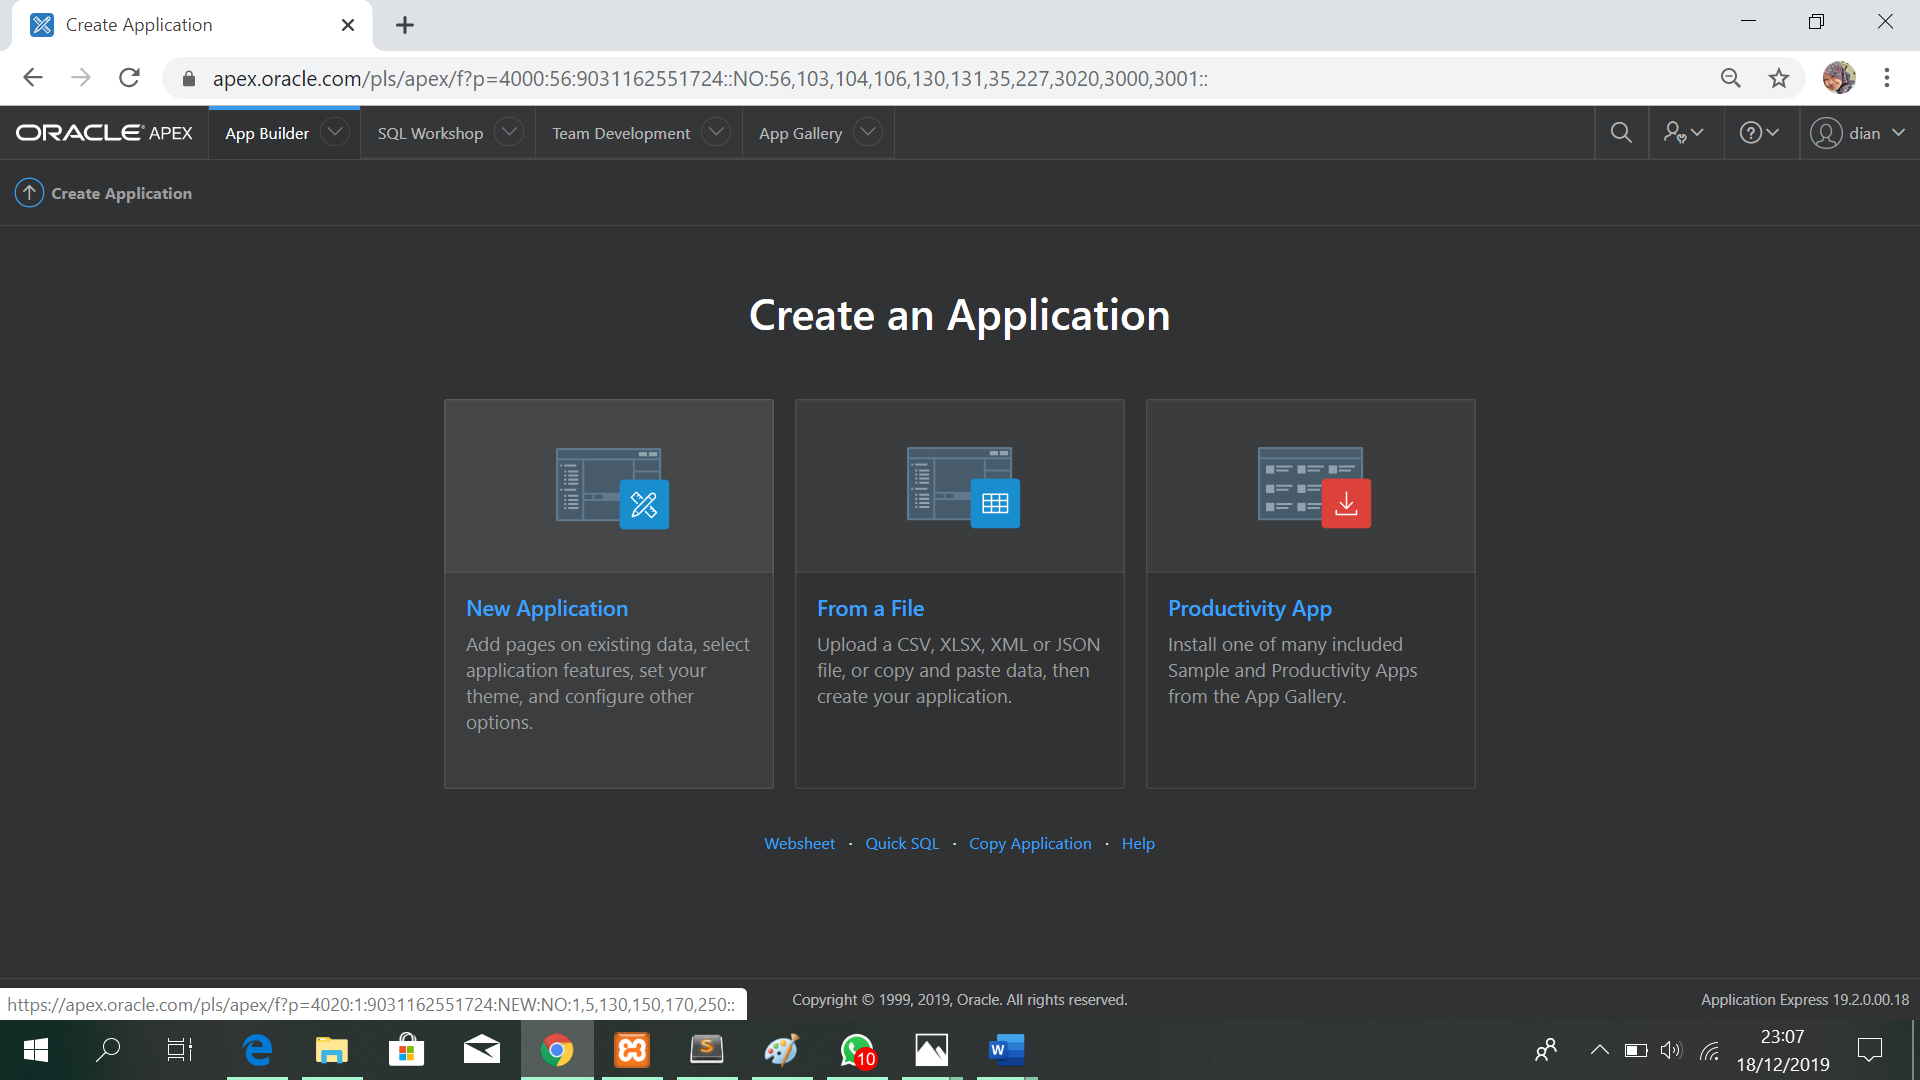 Create Application
apex.oracle.com/pls/apex/f?p=4000:56:9031162551724::NO:56,103,104,106,130,131,35,227,3020,3000,3001::
ORACLE APEX App Builder SQL Workshop Team Development App Gallery dian
Create Application
Create an Application
New Application
Add pages on existing data, select
application features, set your
theme, and configure other
options.
From a File
Upload a CSV, XLSX, XML or JSON
file, or copy and paste data, then
create your application.
Productivity App
Install one of many included
Sample and Productivity Apps
from the App Gallery.
Websheet · Quick SQL · Copy Application · Help
https://apex.oracle.com/pls/apex/f?p=4020:1:9031162551724:NEW:NO:1,5,130,150,170,250::
Copyright © 1999, 2019, Oracle. All rights reserved.
Application Express 19.2.0.00.18
S
10
W
23:07
18/12/2019